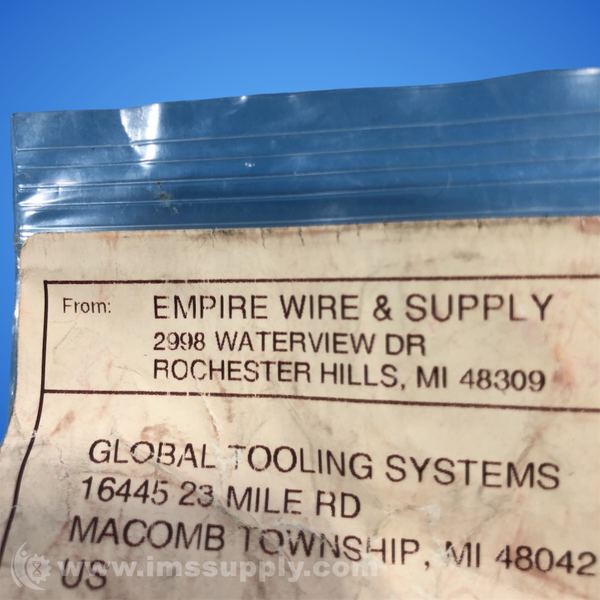 From: EMPIRE WIRE & SUPPLY
2998 WATERVIEW DR
ROCHESTER HILLS, MI 48309
GLOBAL TOOLING SYSTEMS
16445 23 MILE RD
MACOMB TOWNSHIP, MI 48042
US
www.imssupply.com